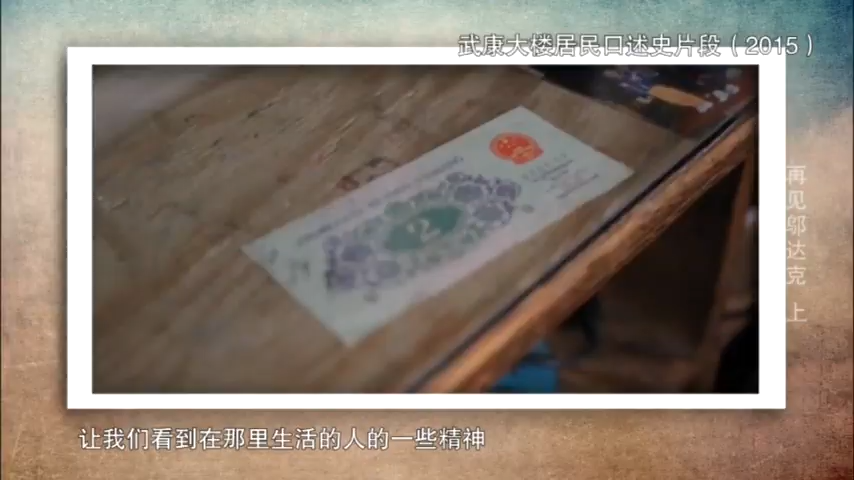 武康大楼居民口述史片段（2015）
再见邬达克 上
2
让我们看到在那里生活的人的一些精神